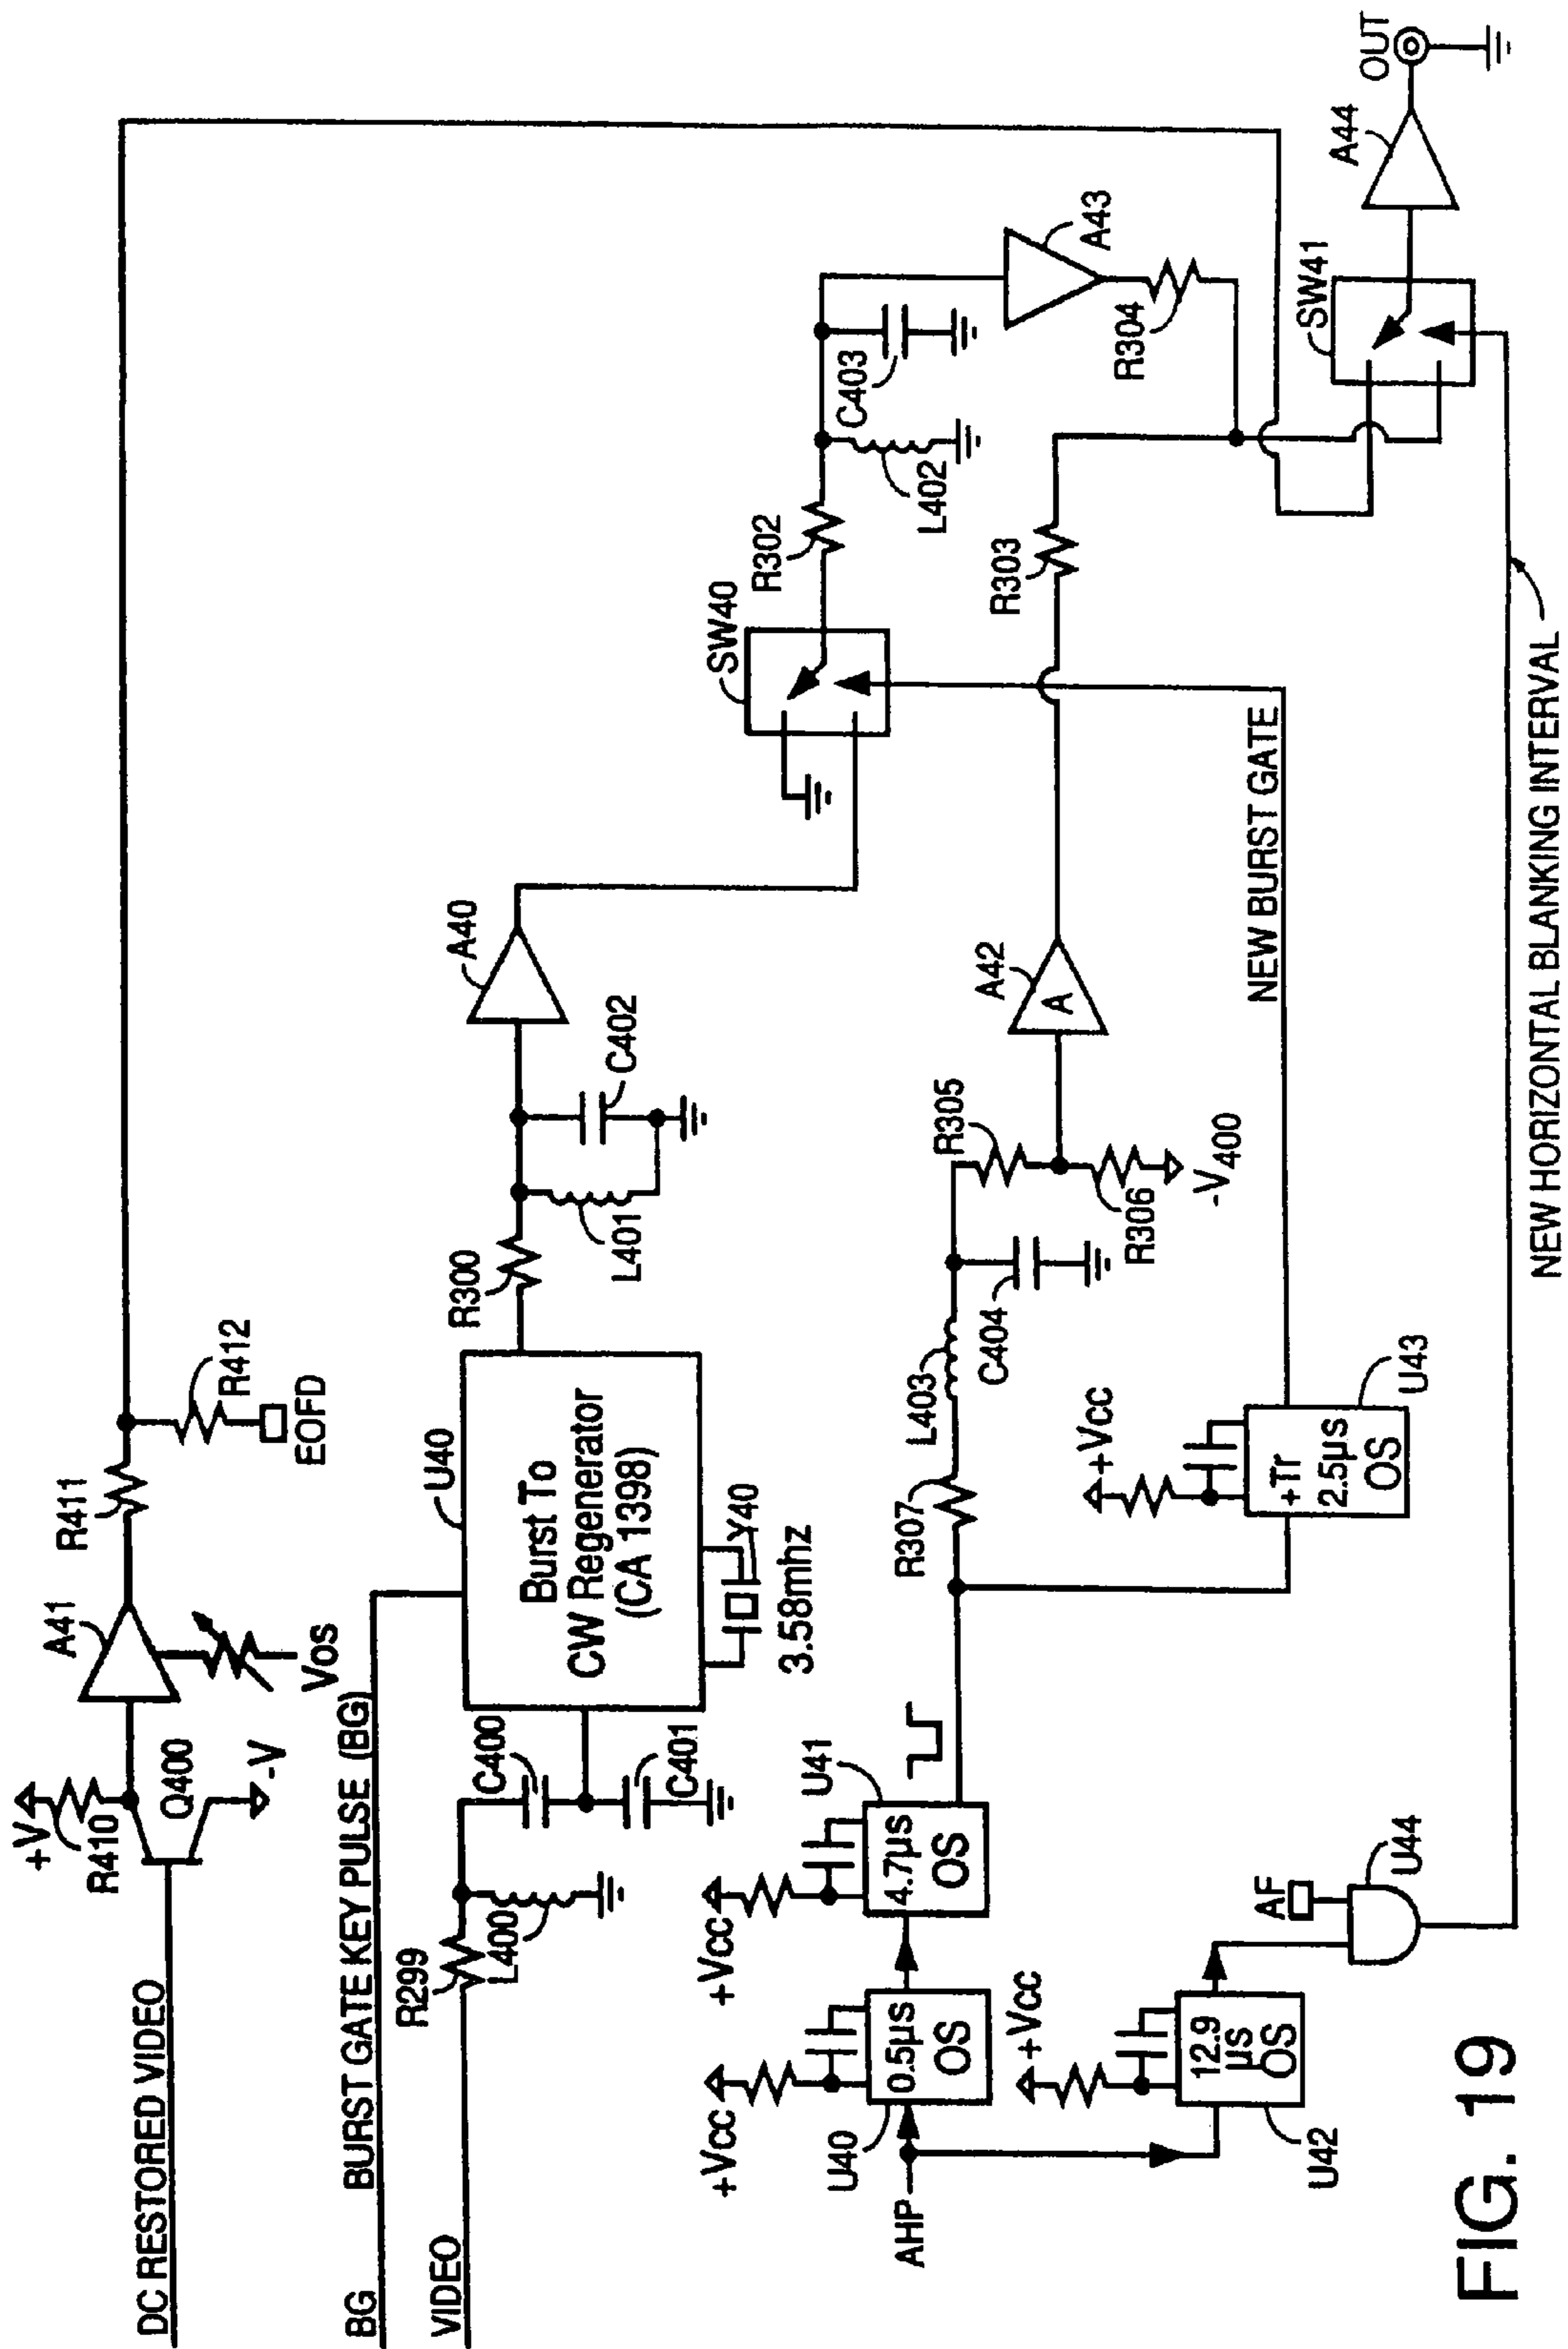 DC RESTORED VIDEO
+V
R410
Q400
-V
A41
Vos
R411
R412
EOFD
BG BURST GATE KEY PULSE (BG)
VIDEO
R299
L400
C400
C401
U40
Burst To
CW Regenerator
(CA 1398)
Y40
3.58mhz
R300
L401
C402
A40
SW40
R302
L402
C403
A43
R304
AHP
+Vcc
U40
0.5µs
OS
+Vcc
U41
4.7µs
OS
R307
L403
C404
R305
R306
-V400
A42
A
R303
+Vcc
U43
+Tr
2.5µs
OS
NEW BURST GATE
+Vcc
U42
12.9
µs
OS
AF
U44
NEW HORIZONTAL BLANKING INTERVAL
SW41
A44
OUT
FIG. 19